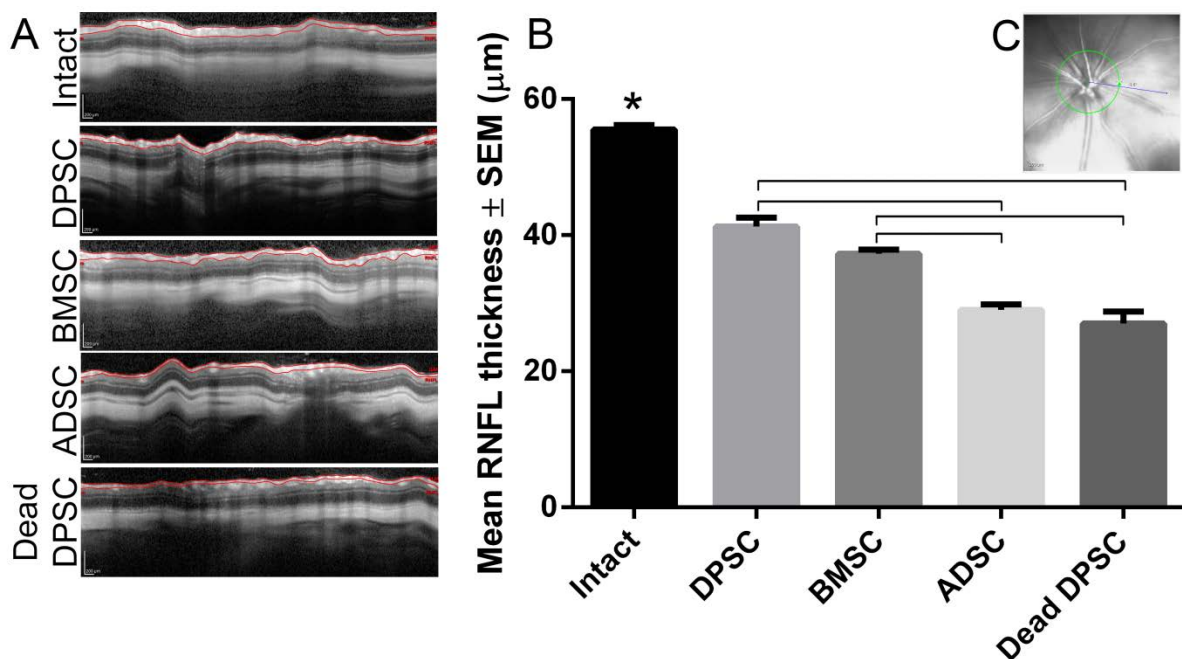 A
Intact
DPSC
BMSC
ADSC
Dead
DPSC
B
Mean RNFL thickness ± SEM (μm)
60
40
20
0
*
Intact
DPSC
BMSC
ADSC
Dead DPSC
C